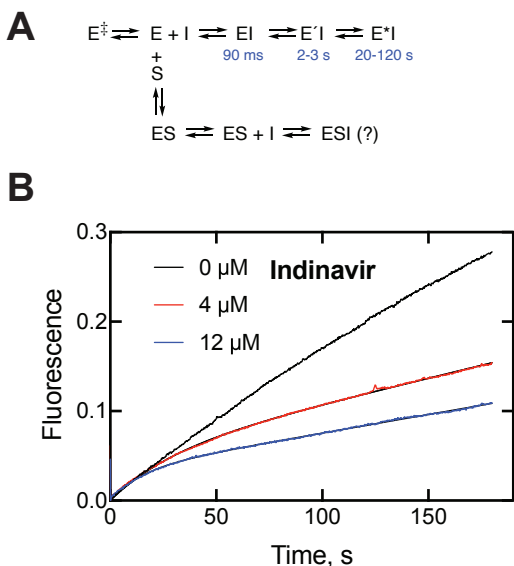 A
E‡ ⇌ E + I ⇌ EI ⇌ E´I ⇌ E*I
90 ms 2-3 s 20-120 s
+
S
ES ⇌ ES + I ⇌ ESI (?)
B
0.3
0.2
0.1
0.0
Fluorescence
0 µM
4 µM
12 µM
Indinavir
0 50 100 150
Time, s